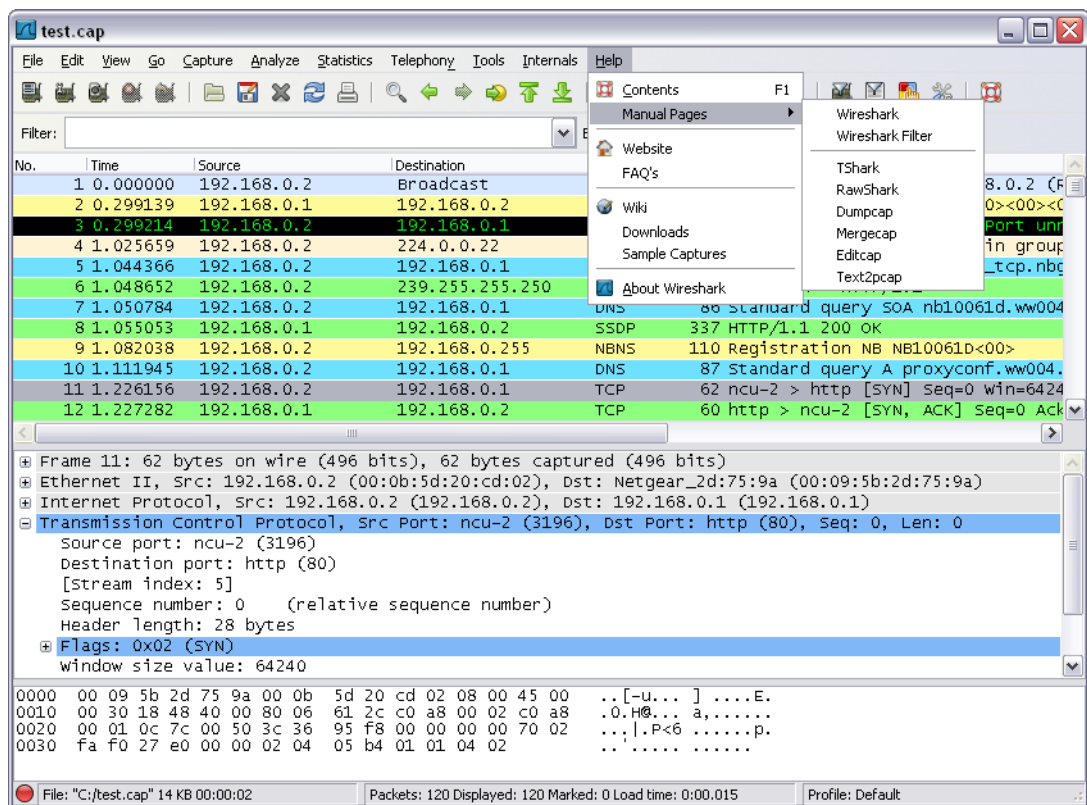 test.cap
File Edit View Go Capture Analyze Statistics Telephony Tools Internals Help
Contents F1
Manual Pages
Website
FAQ's
Wiki
Downloads
Sample Captures
About Wireshark
Wireshark
Wireshark Filter
TShark
RawShark
Dumpcap
Mergecap
Editcap
Text2pcap
Filter:
No. Time Source Destination
1 0.000000 192.168.0.2 Broadcast 8.0.2
2 0.299139 192.168.0.1 192.168.0.2 0><00><
3 0.299214 192.168.0.2 192.168.0.1 Port
4 1.025659 192.168.0.2 224.0.0.22 in group
5 1.044366 192.168.0.2 192.168.0.1 _tcp.nbg
6 1.048652 192.168.0.2 239.255.255.250
7 1.050784 192.168.0.2 192.168.0.1 DNS 86 Standard query SOA nb10061d.ww004
8 1.055053 192.168.0.1 192.168.0.2 SSDP 337 HTTP/1.1 200 OK
9 1.082038 192.168.0.2 192.168.0.255 NBNS 110 Registration NB NB10061D<00>
10 1.111945 192.168.0.2 192.168.0.1 DNS 87 Standard query A proxyconf.ww004.
11 1.226156 192.168.0.2 192.168.0.1 TCP 62 ncu-2 > http [SYN] Seq=0 Win=6424
12 1.227282 192.168.0.1 192.168.0.2 TCP 60 http > ncu-2 [SYN, ACK] Seq=0 Ack
Frame 11: 62 bytes on wire (496 bits), 62 bytes captured (496 bits)
Ethernet II, Src: 192.168.0.2 (00:0b:5d:20:cd:02), Dst: Netgear_2d:75:9a (00:09:5b:2d:75:9a)
Internet Protocol, Src: 192.168.0.2 (192.168.0.2), Dst: 192.168.0.1 (192.168.0.1)
Transmission Control Protocol, Src Port: ncu-2 (3196), Dst Port: http (80), Seq: 0, Len: 0
Source port: ncu-2 (3196)
Destination port: http (80)
[Stream index: 5]
Sequence number: 0 (relative sequence number)
Header length: 28 bytes
Flags: 0x02 (SYN)
Window size value: 64240
0000 00 09 5b 2d 75 9a 00 0b 5d 20 cd 02 08 00 45 00 ..[-u... ] ....E.
0010 00 30 18 48 40 00 80 06 61 2c c0 a8 00 02 c0 a8 .0.H@... a,......
0020 00 01 0c 7c 00 50 3c 36 95 f8 00 00 00 00 70 02 ...|.P<6 ......p.
0030 fa f0 27 e0 00 00 02 04 05 b4 01 01 04 02 ..'..... ......
File: "C:/test.cap" 14 KB 00:00:02 Packets: 120 Displayed: 120 Marked: 0 Load time: 0:00.015 Profile: Default